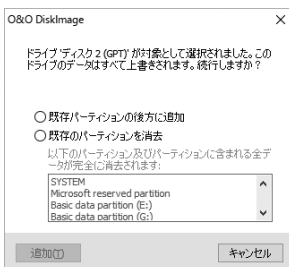 O&O DiskImage
ドライブ 'ディスク 2 (GPT)' が対象として選択されました。この
ドライブのデータはすべて上書きされます。続行しますか？
既存パーティションの後方に追加
既存のパーティションを消去
以下のパーティション及びパーティションに含まれる全デ
ータが完全に消去されます:
SYSTEM
Microsoft reserved partition
Basic data partition (E:)
Basic data partition (G:)
追加(T)
キャンセル